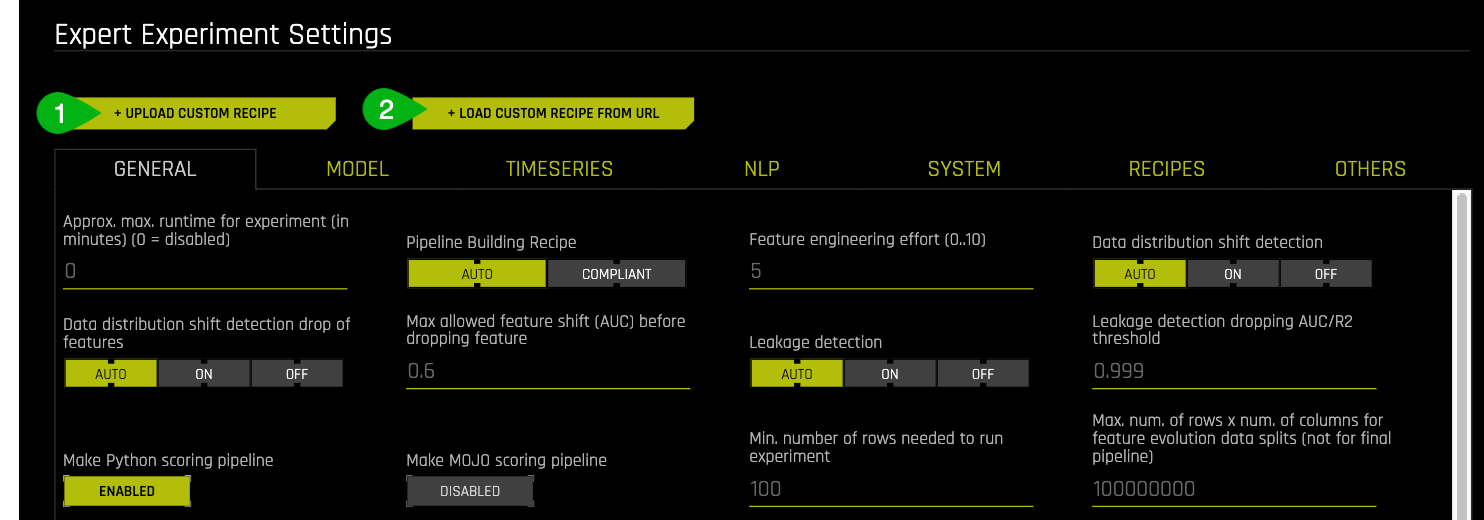 Expert Experiment Settings
1 + UPLOAD CUSTOM RECIPE 2 + LOAD CUSTOM RECIPE FROM URL
GENERAL MODEL TIMESERIES NLP SYSTEM RECIPES OTHERS
Approx. max. runtime for experiment (in
minutes) (0 = disabled)
0
Pipeline Building Recipe
AUTO COMPLIANT
Feature engineering effort (0..10)
5
Data distribution shift detection
AUTO ON OFF
Data distribution shift detection drop of
features
AUTO ON OFF
Max allowed feature shift (AUC) before
dropping feature
0.6
Leakage detection
AUTO ON OFF
Leakage detection dropping AUC/R2
threshold
0.999
Make Python scoring pipeline
ENABLED
Make MOJO scoring pipeline
DISABLED
Min. number of rows needed to run
experiment
100
Max. num. of rows x num. of columns for
feature evolution data splits (not for final
pipeline)
100000000